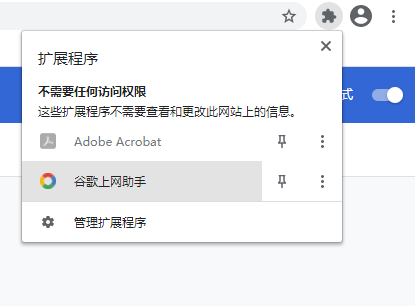 扩展程序
式
不需要任何访问权限
这些扩展程序不需要查看和更改此网站上的信息。
Adobe Acrobat
谷歌上网助手
管理扩展程序